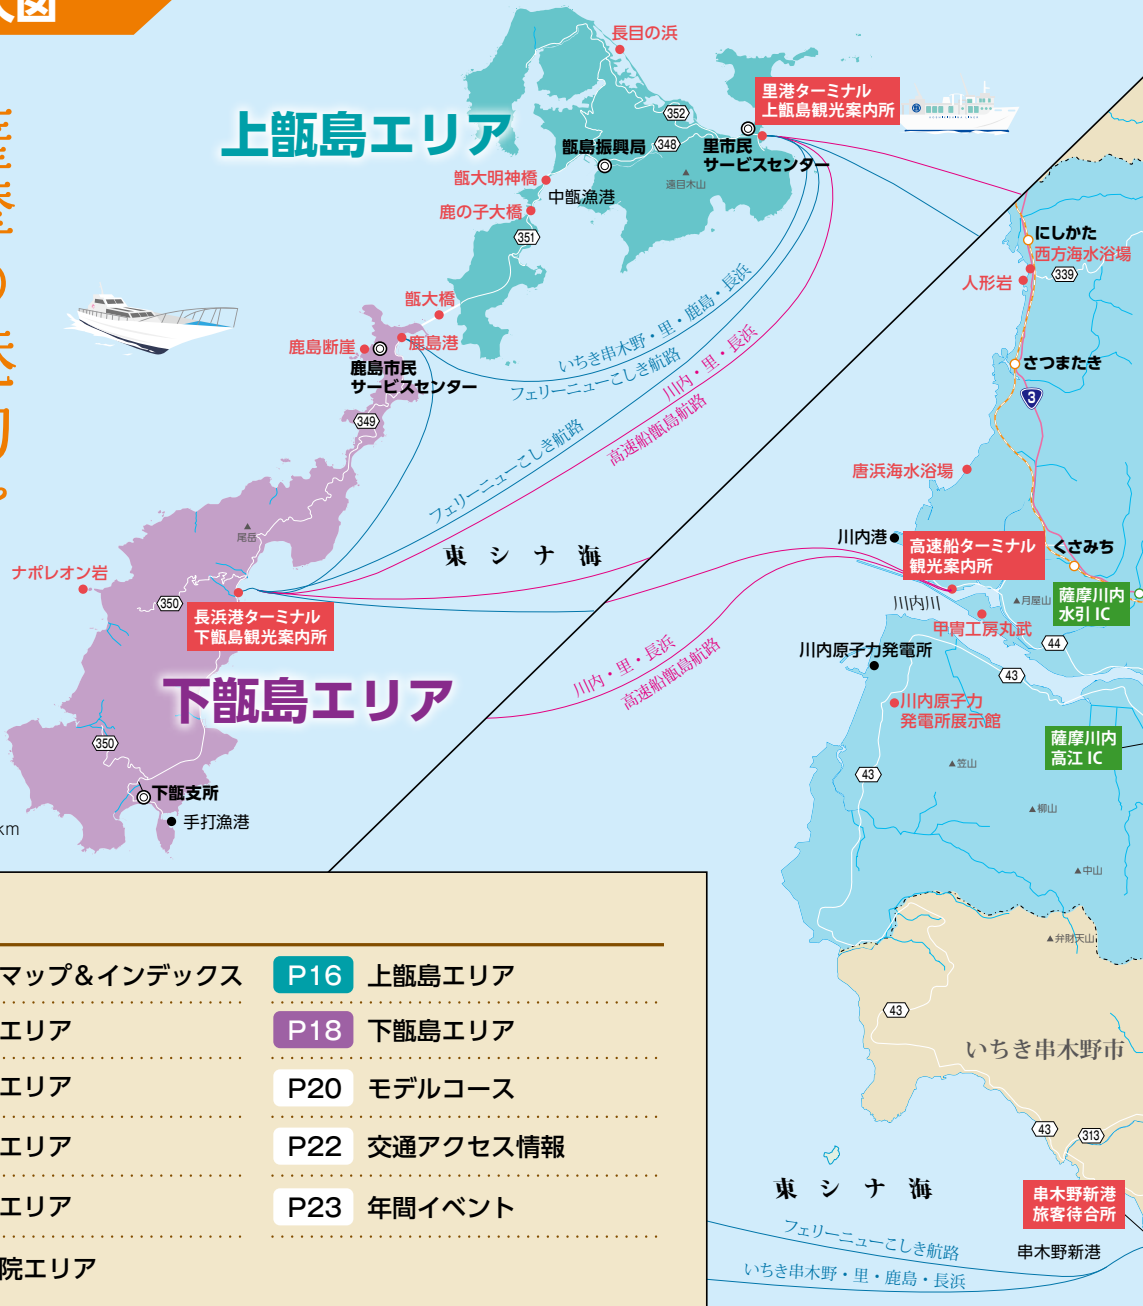 長目の浜
里港ターミナル
上甑島観光案内所
上甑島エリア
352
甑島振興局
348
里市民
サービスセンター
遠目木山
甑大明神橋
中甑漁港
鹿の子大橋
351
甑大橋
鹿島港
鹿島断崖
鹿島市民
サービスセンター
349
いちき串木野・里・鹿島・長浜
フェリーニューこしき航路
川内・里・長浜
高速船甑島航路
フェリーニューこしき航路
東シナ海
尾岳
ナポレオン岩
350
長浜港ターミナル
下甑島観光案内所
下甑島エリア
350
下甑支所
手打漁港
km
川内・里・長浜
高速船甑島航路
にしかた
西方海水浴場
339
人形岩
さつまたき
3
唐浜海水浴場
川内港
高速船ターミナル
観光案内所
くさみち
川内川
月屋山
薩摩川内
水引 IC
甲冑工房丸武
44
川内原子力発電所
43
川内原子力
発電所展示館
薩摩川内
高江 IC
43
笠山
柳山
中山
弁財天山
43
いちき串木野市
43
313
東シナ海
串木野新港
旅客待合所
串木野新港
フェリーニューこしき航路
いちき串木野・里・鹿島・長浜
マップ&インデックス
エリア
エリア
エリア
エリア
院エリア
P16 上甑島エリア
P18 下甑島エリア
P20 モデルコース
P22 交通アクセス情報
P23 年間イベント